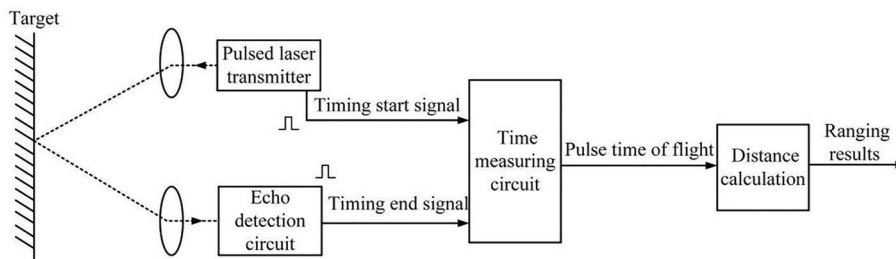 Target
Pulsed laser
transmitter
Timing start signal
Time
measuring
circuit
Pulse time of flight
Distance
calculation
Ranging
results
Echo
detection
circuit
Timing end signal